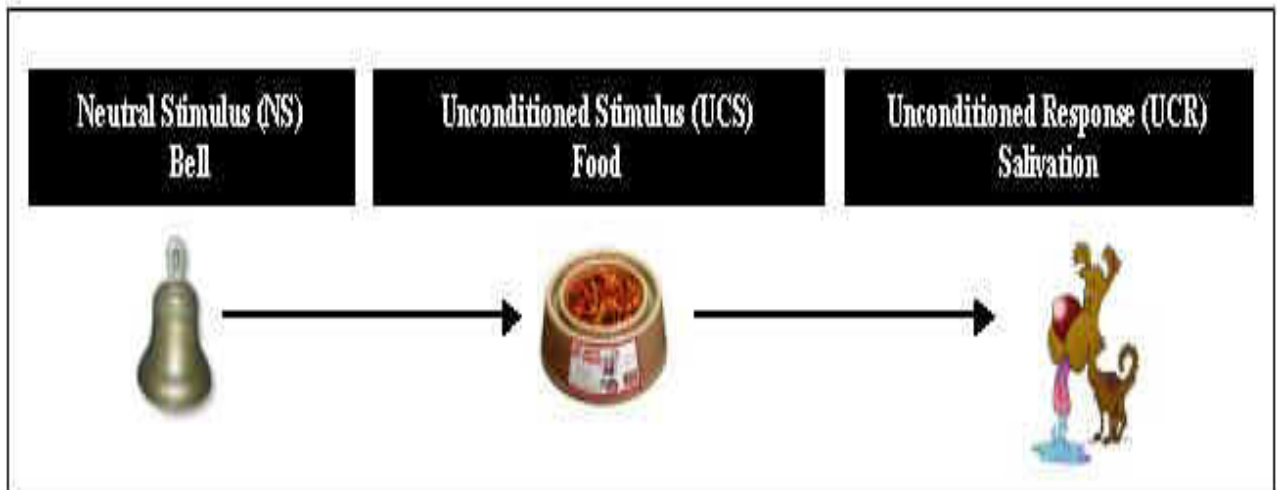 Neutral Stimulus (NS)
Bell
Unconditioned Stimulus (UCS)
Food
Unconditioned Response (UCR)
Salivation